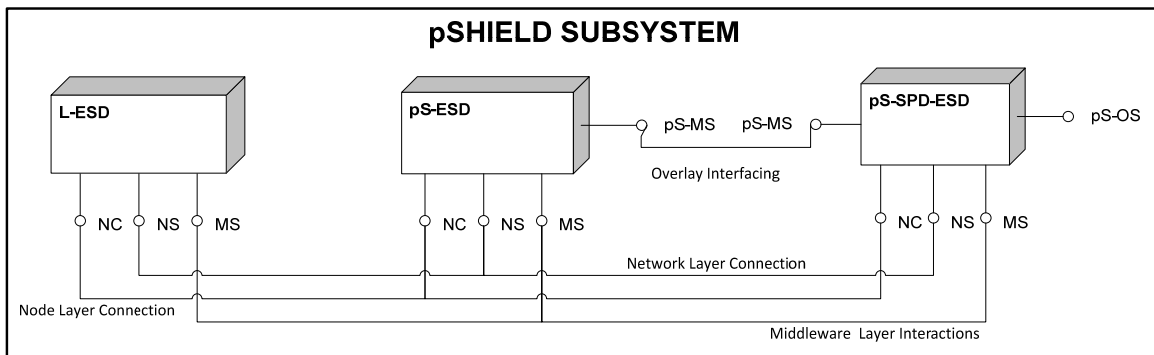 pSHIELD SUBSYSTEM
L-ESD
pS-ESD
pS-SPD-ESD
pS-MS
pS-MS
pS-OS
Overlay Interfacing
NC
NS
MS
NC
NS
MS
NC
NS
MS
Network Layer Connection
Node Layer Connection
Middleware Layer Interactions